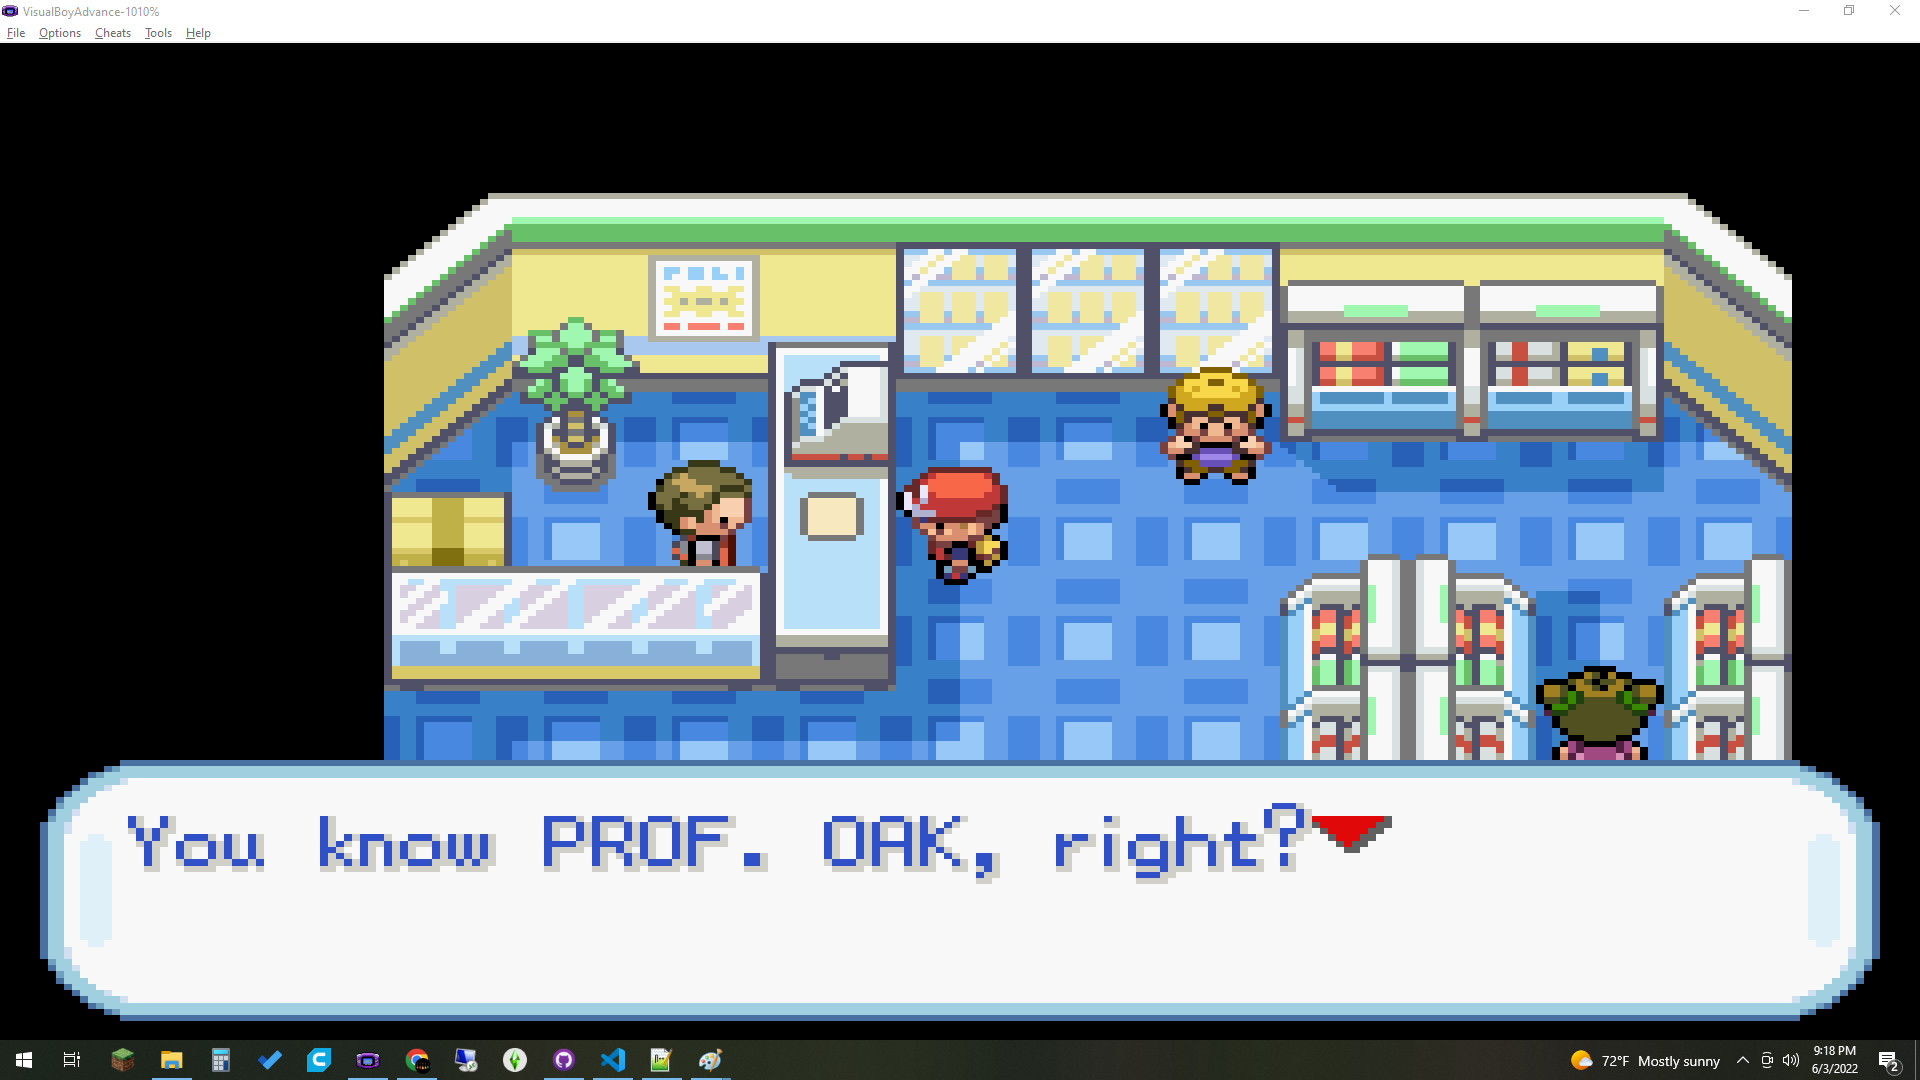 VisualBoyAdvance-1010%
File Options Cheats Tools Help
You know PROF. OAK, right?
72°F Mostly sunny
9:18 PM
6/3/2022
2